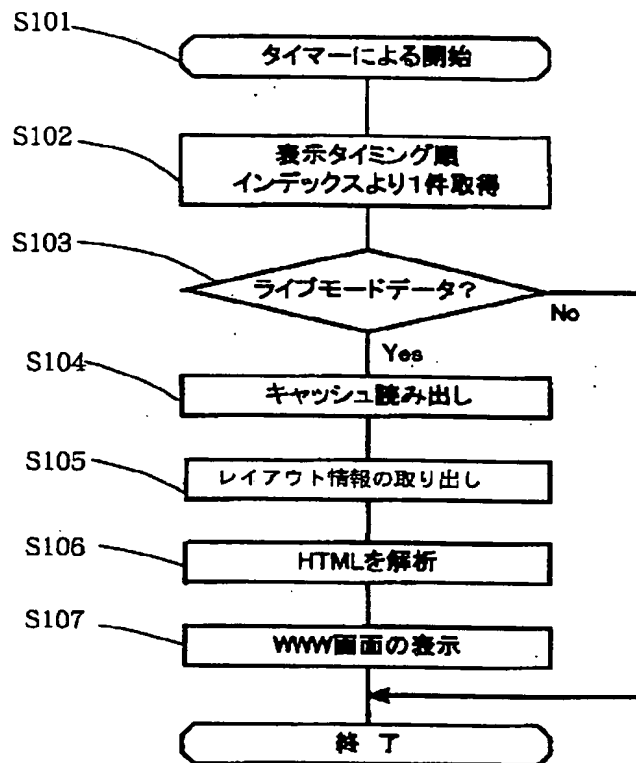 S101
タイマーによる開始
S102
表示タイミング順
インデックスより1件取得
S103
ライブモードデータ?
No
Yes
S104
キャッシュ読み出し
S105
レイアウト情報の取り出し
S106
HTMLを解析
S107
WWW画面の表示
終了